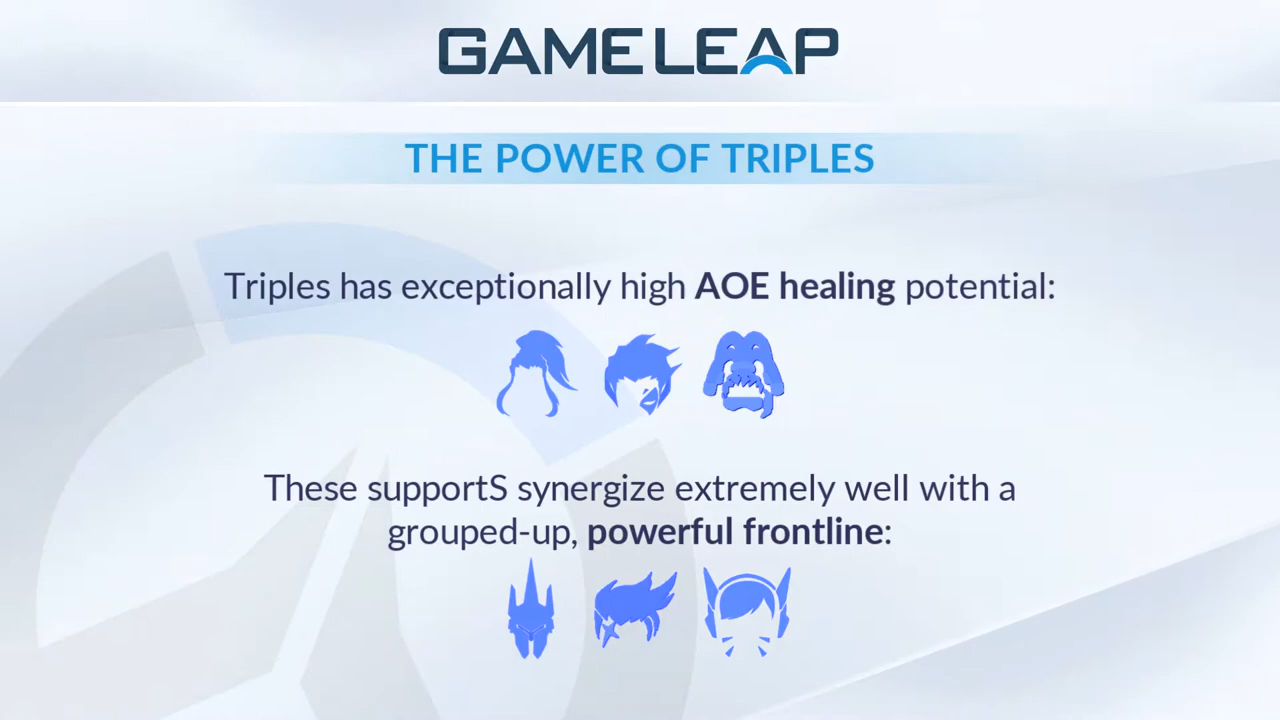 GAMELEAP
THE POWER OF TRIPLES
Triples has exceptionally high AOE healing potential:
These supportS synergize extremely well with a
grouped-up, powerful frontline: